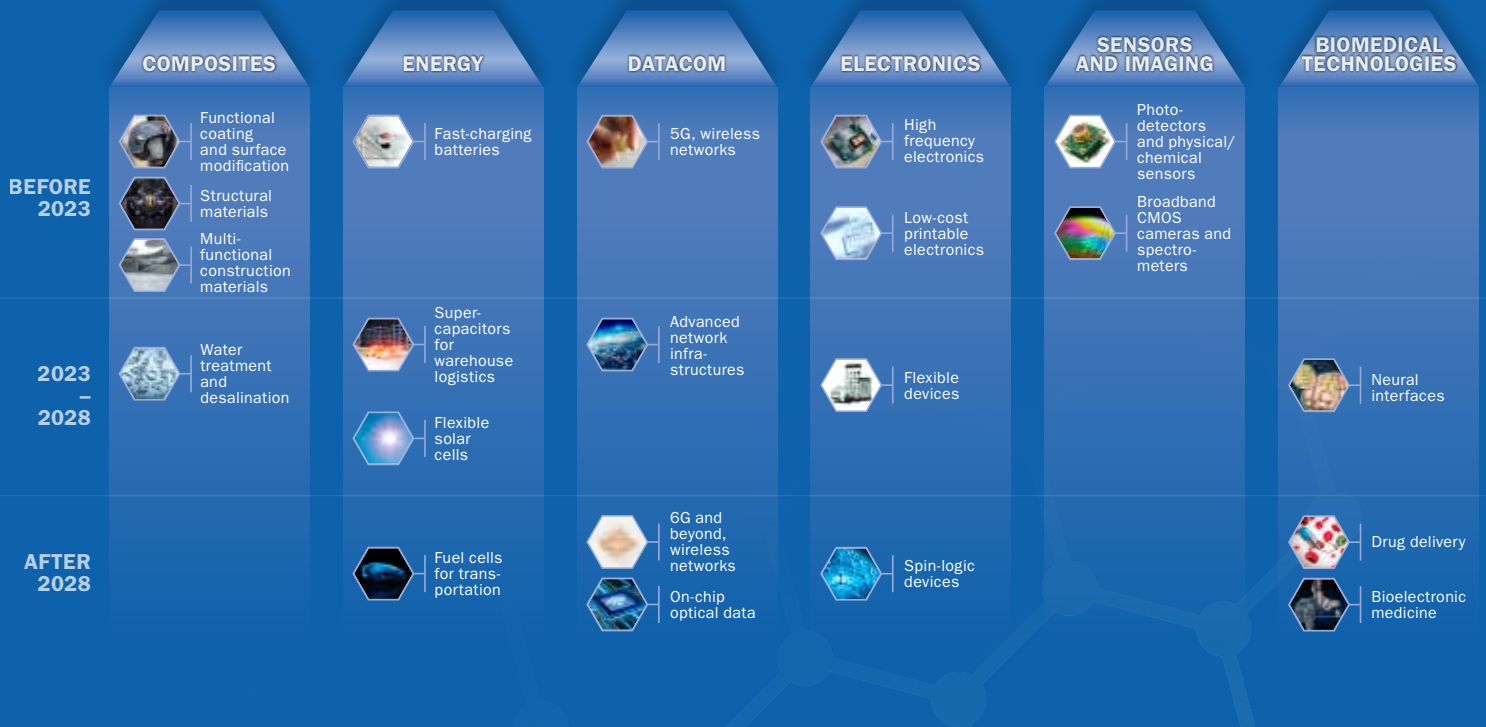 COMPOSITES
ENERGY
DATACOM
ELECTRONICS
SENSORS
AND IMAGING
BIOMEDICAL
TECHNOLOGIES
BEFORE
2023
Functional
coating
and surface
modification
Structural
materials
Multi-
functional
construction
materials
Fast-charging
batteries
5G, wireless
networks
High
frequency
electronics
Low-cost
printable
electronics
Photo-
detectors
and physical/
chemical
sensors
Broadband
CMOS
cameras and
spectro-
meters
2023
–
2028
Water
treatment
and
desalination
Super-
capacitors
for
warehouse
logistics
Flexible
solar
cells
Advanced
network
infra-
structures
Flexible
devices
Neural
interfaces
AFTER
2028
Fuel cells
for trans-
portation
6G and
beyond,
wireless
networks
On-chip
optical data
Spin-logic
devices
Drug delivery
Bioelectronic
medicine